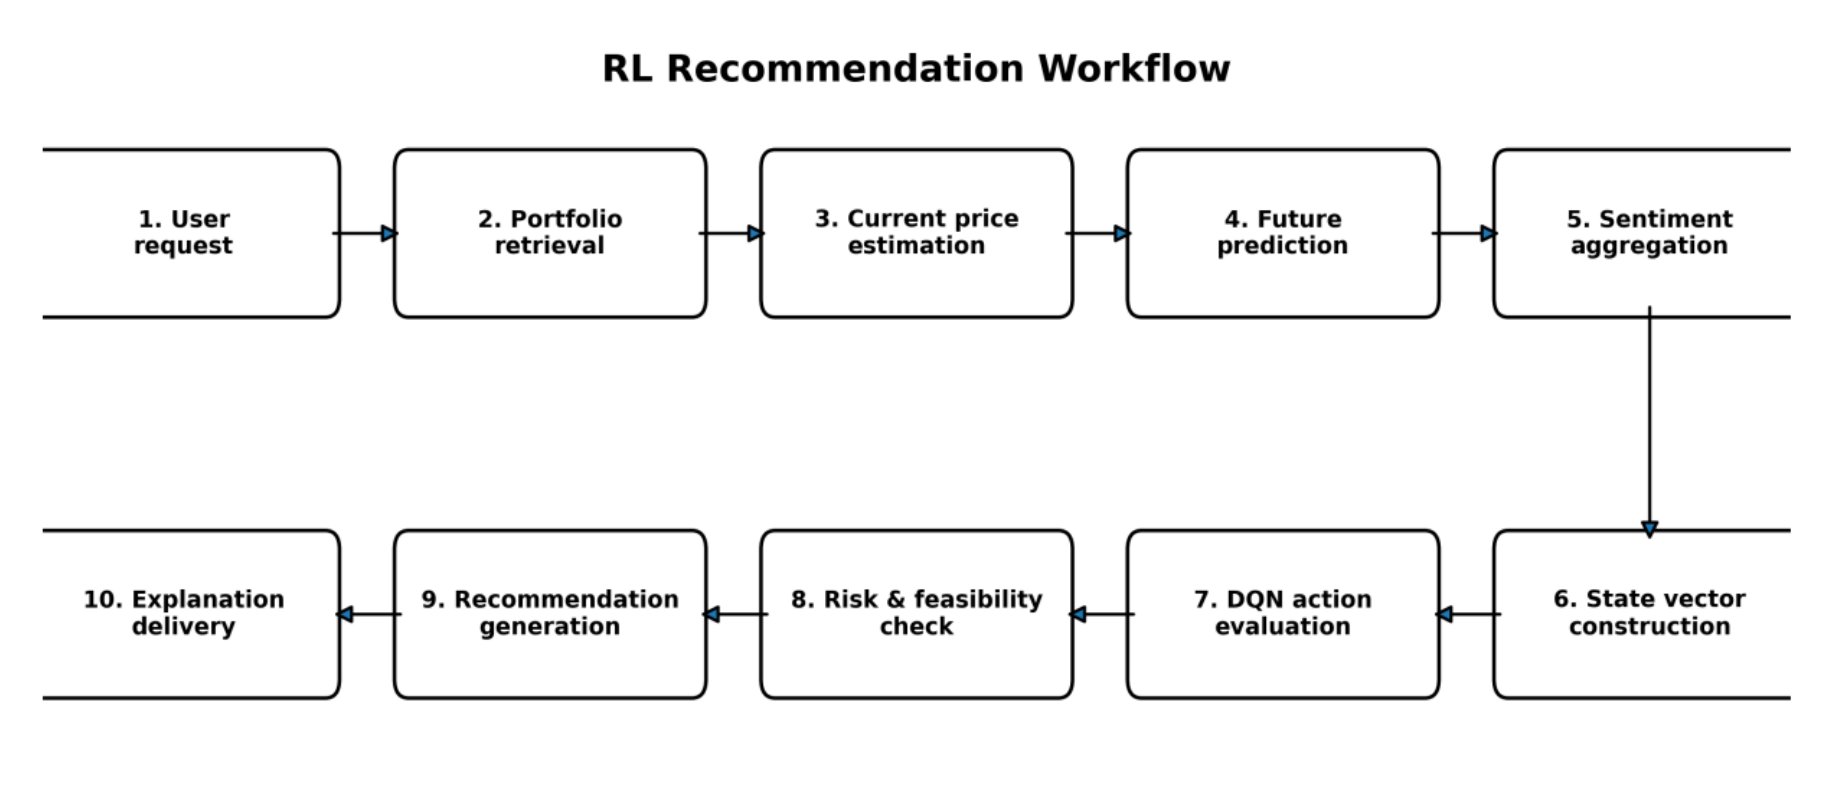 RL Recommendation Workflow
1. User
request
2. Portfolio
retrieval
3. Current price
estimation
4. Future
prediction
5. Sentiment
aggregation
6. State vector
construction
7. DQN action
evaluation
8. Risk & feasibility
check
9. Recommendation
generation
10. Explanation
delivery